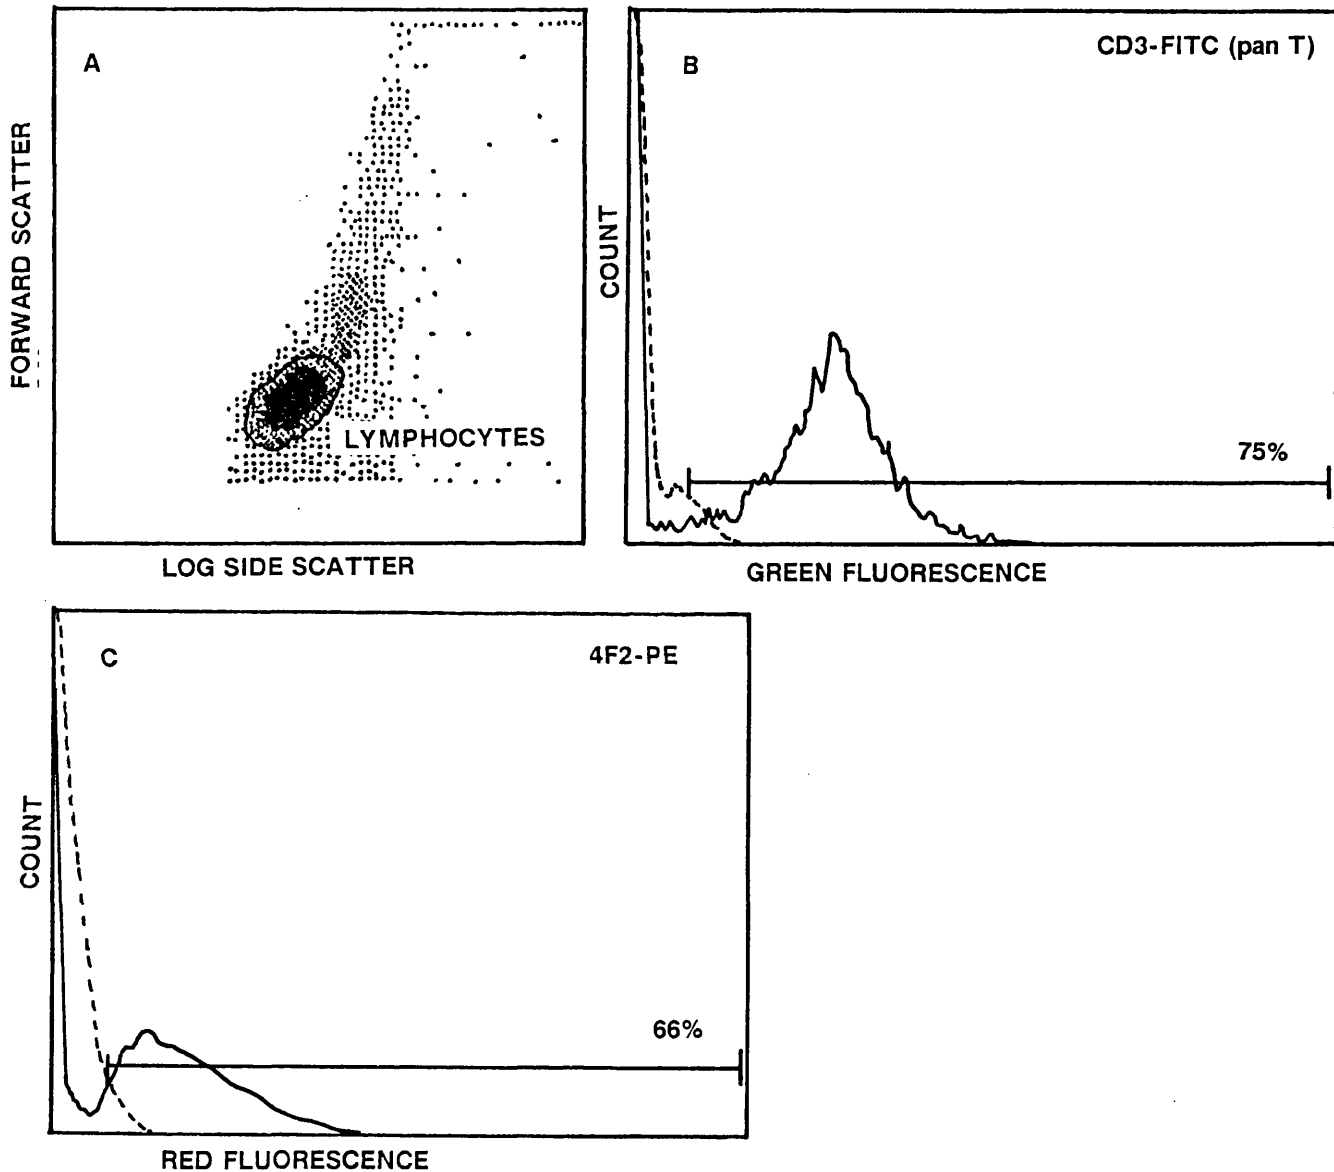 A
FORWARD SCATTER
LYMPHOCYTES
LOG SIDE SCATTER
B
CD3-FITC (pan T)
COUNT
75%
GREEN FLUORESCENCE
C
4F2-PE
COUNT
66%
RED FLUORESCENCE